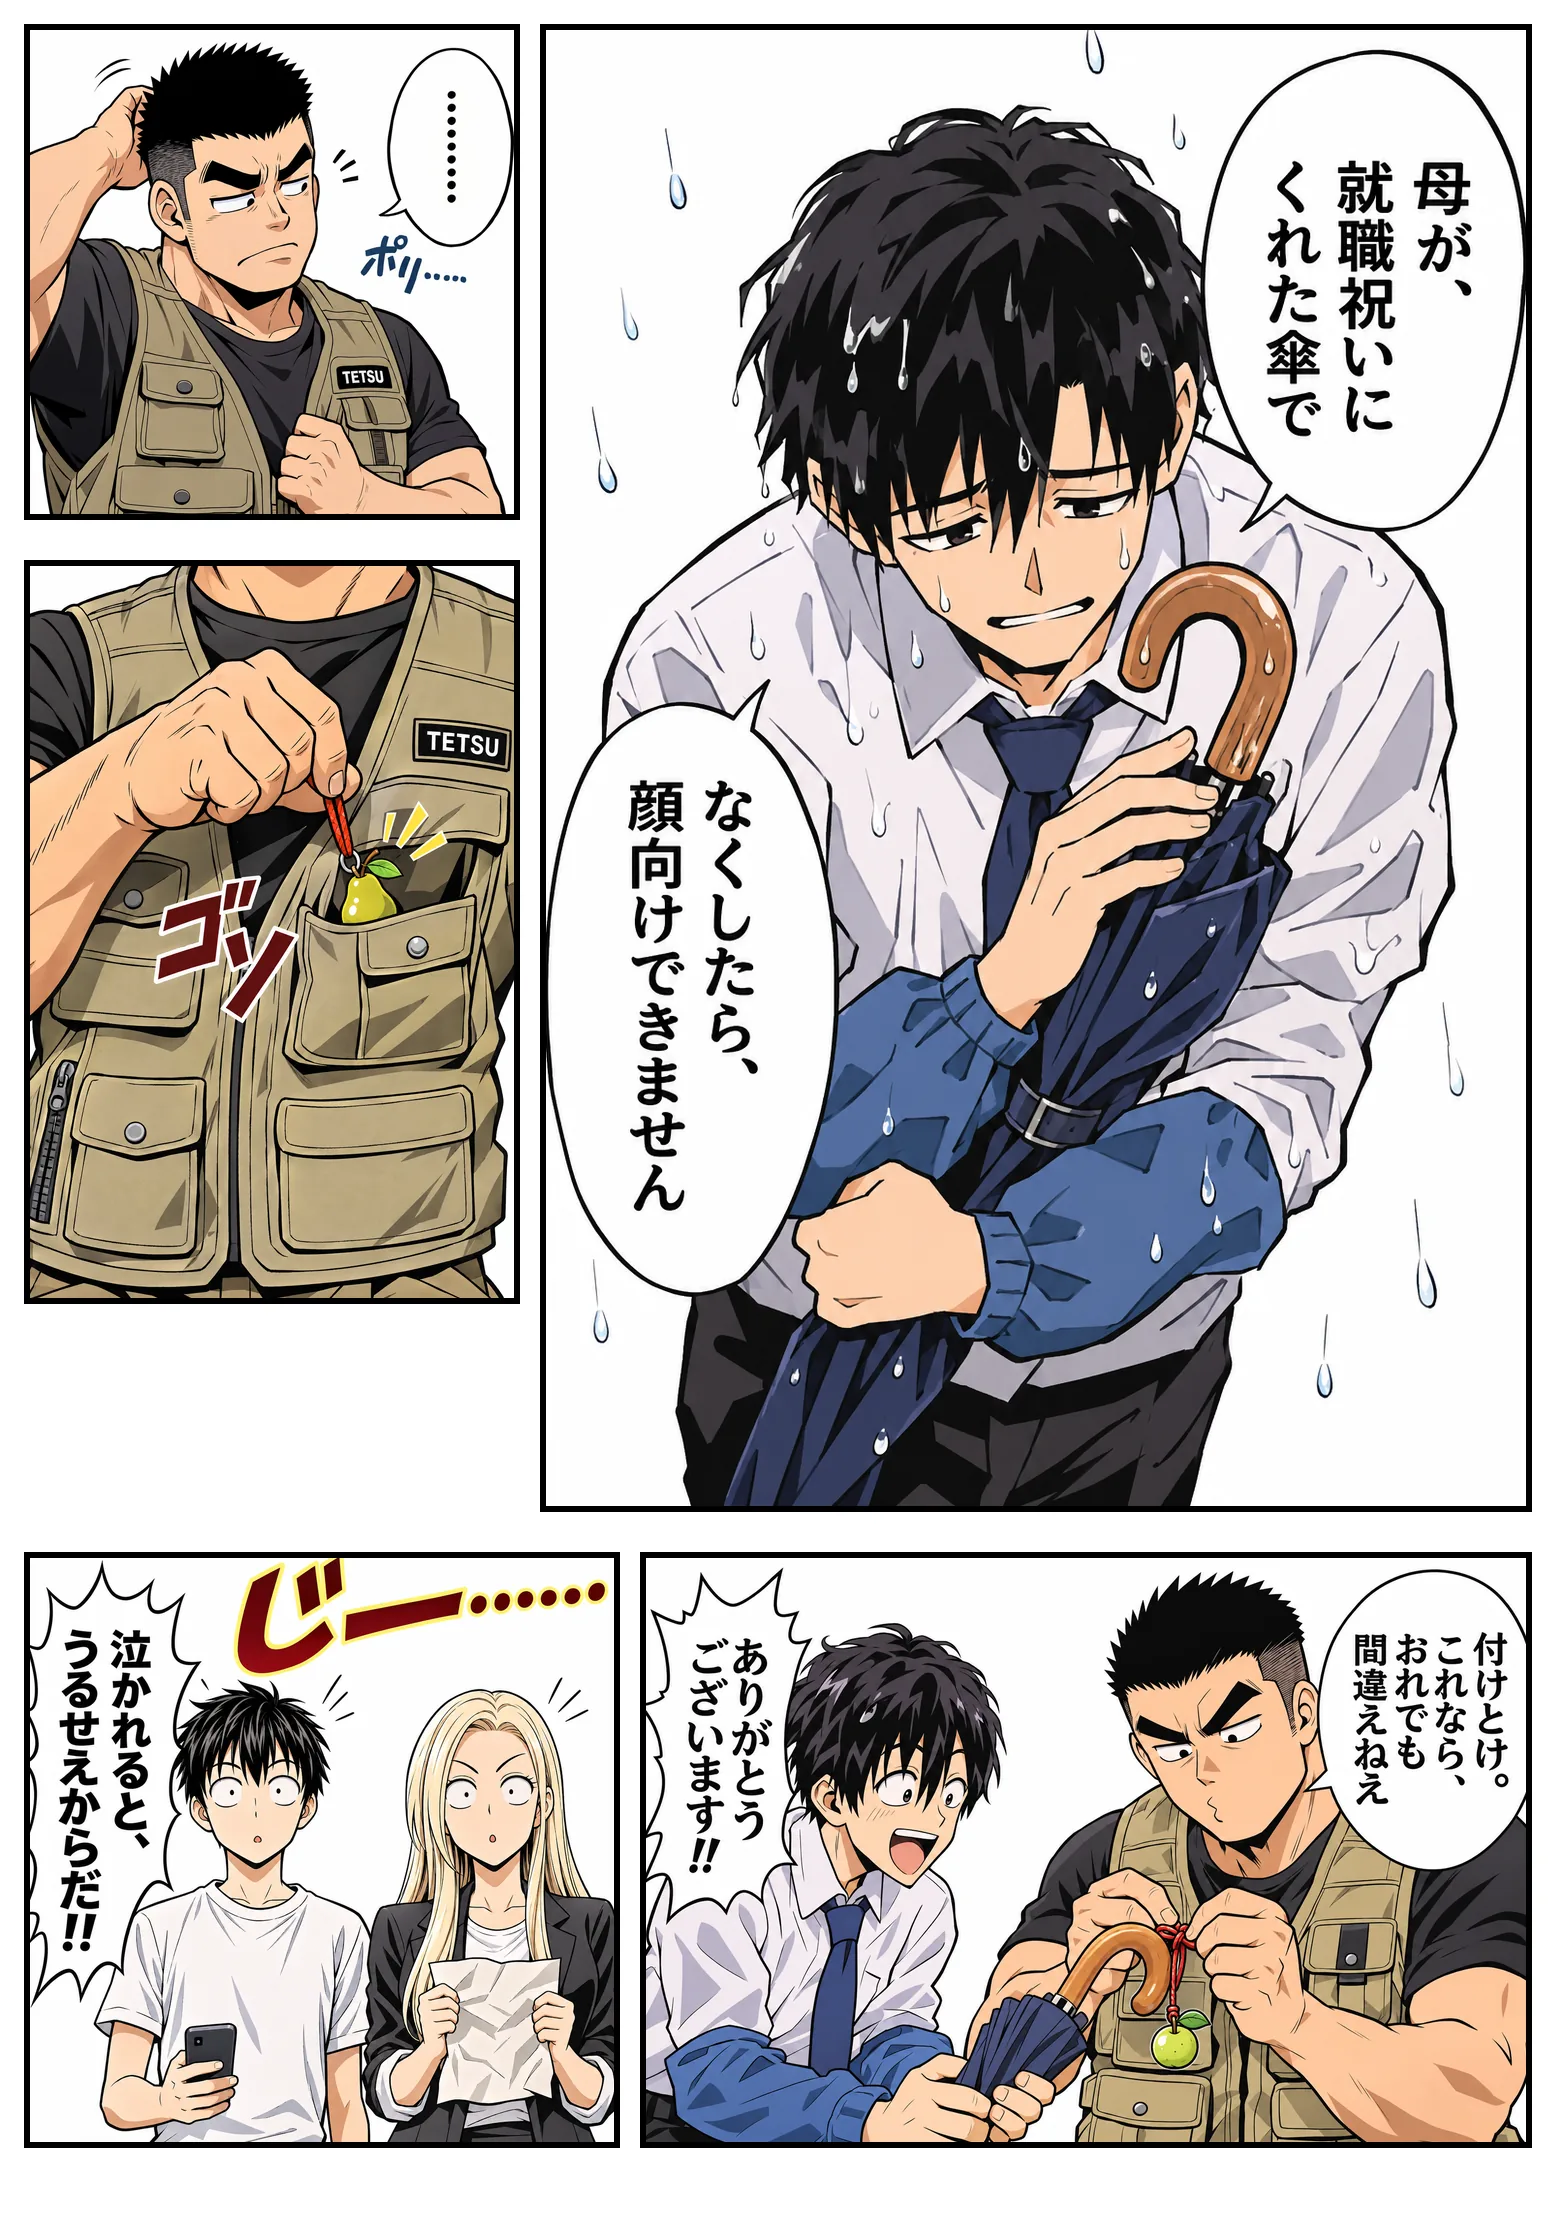 母が、
就職祝いに
くれた傘で
なくしたら、
顔向けできません
………
ポリ……
TETSU
TETSU
ゴソ
付けとけ。
これなら、
おれでも
間違えねえ
ありがとう
ございます!!
じー……
泣かれると、
うるせえからだ!!